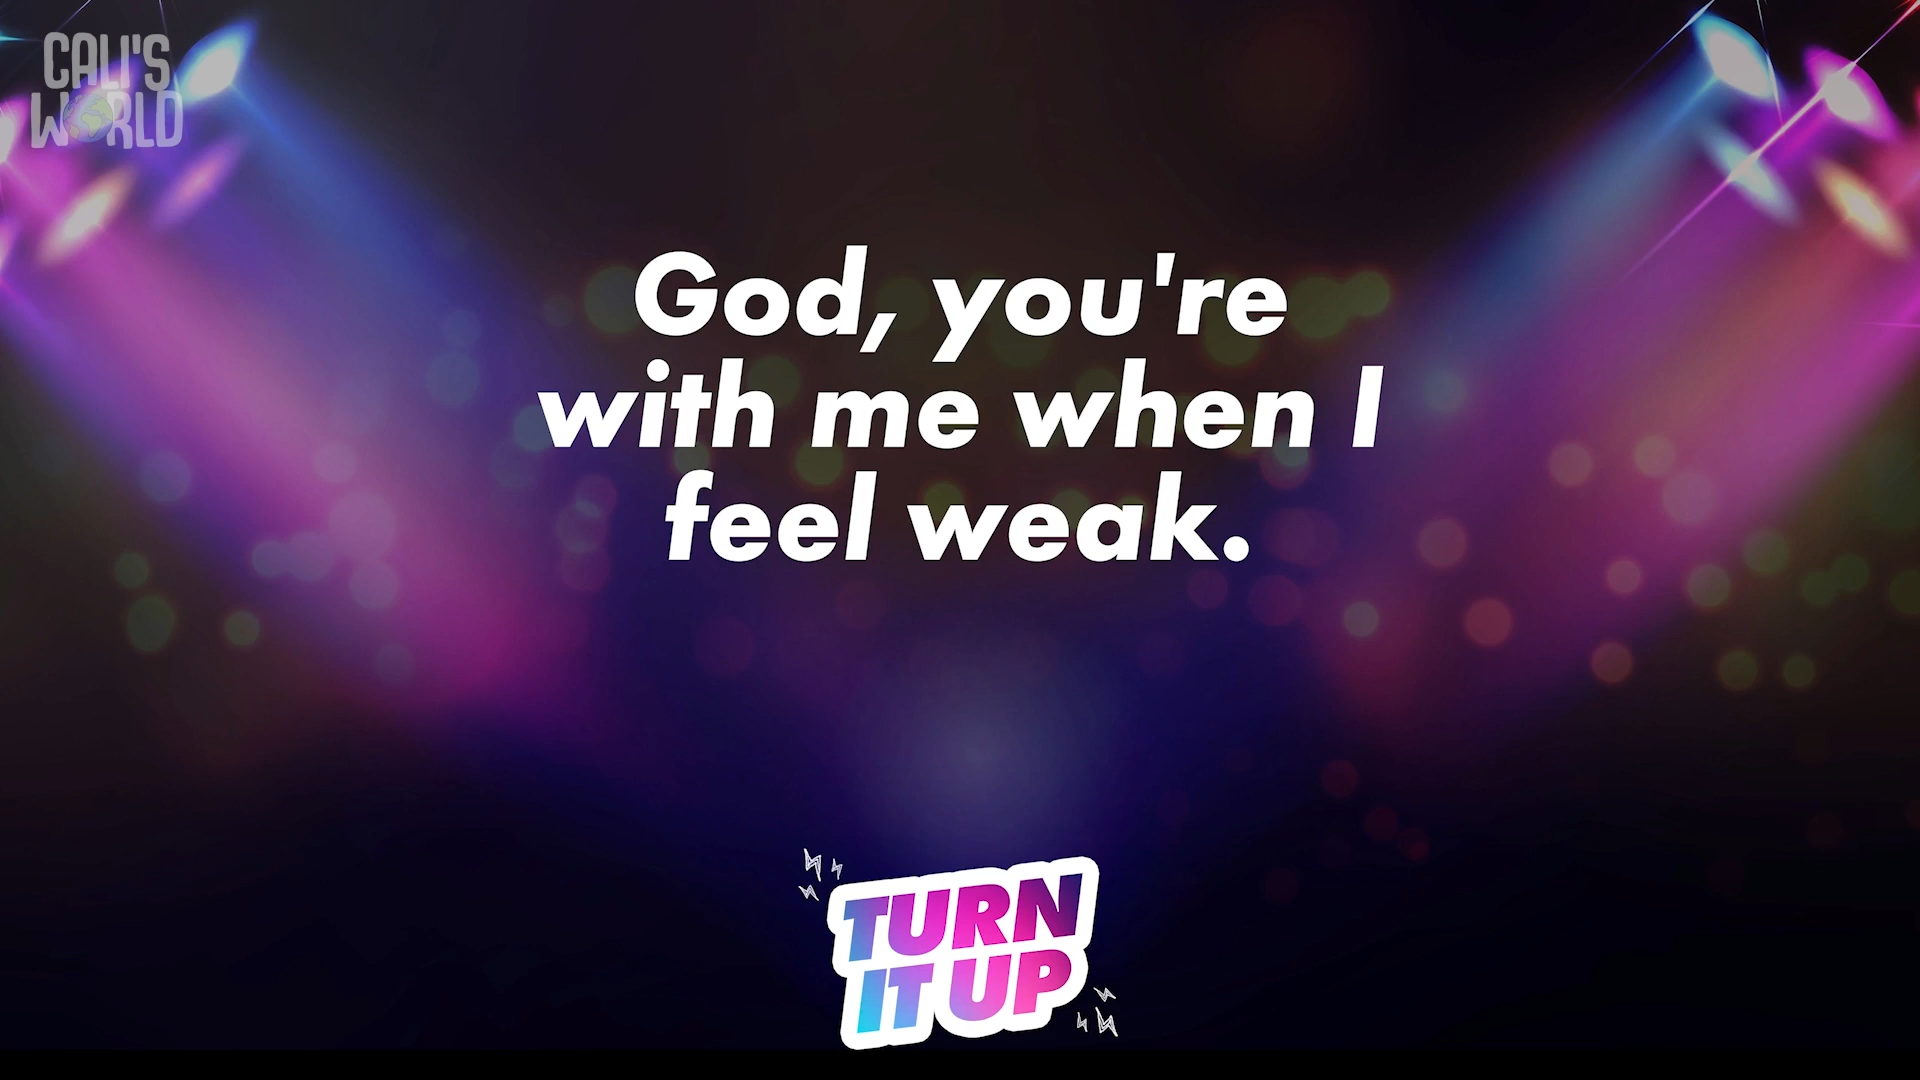 CALI'S
WORLD
God, you're
with me when I
feel weak.
TURN
IT UP